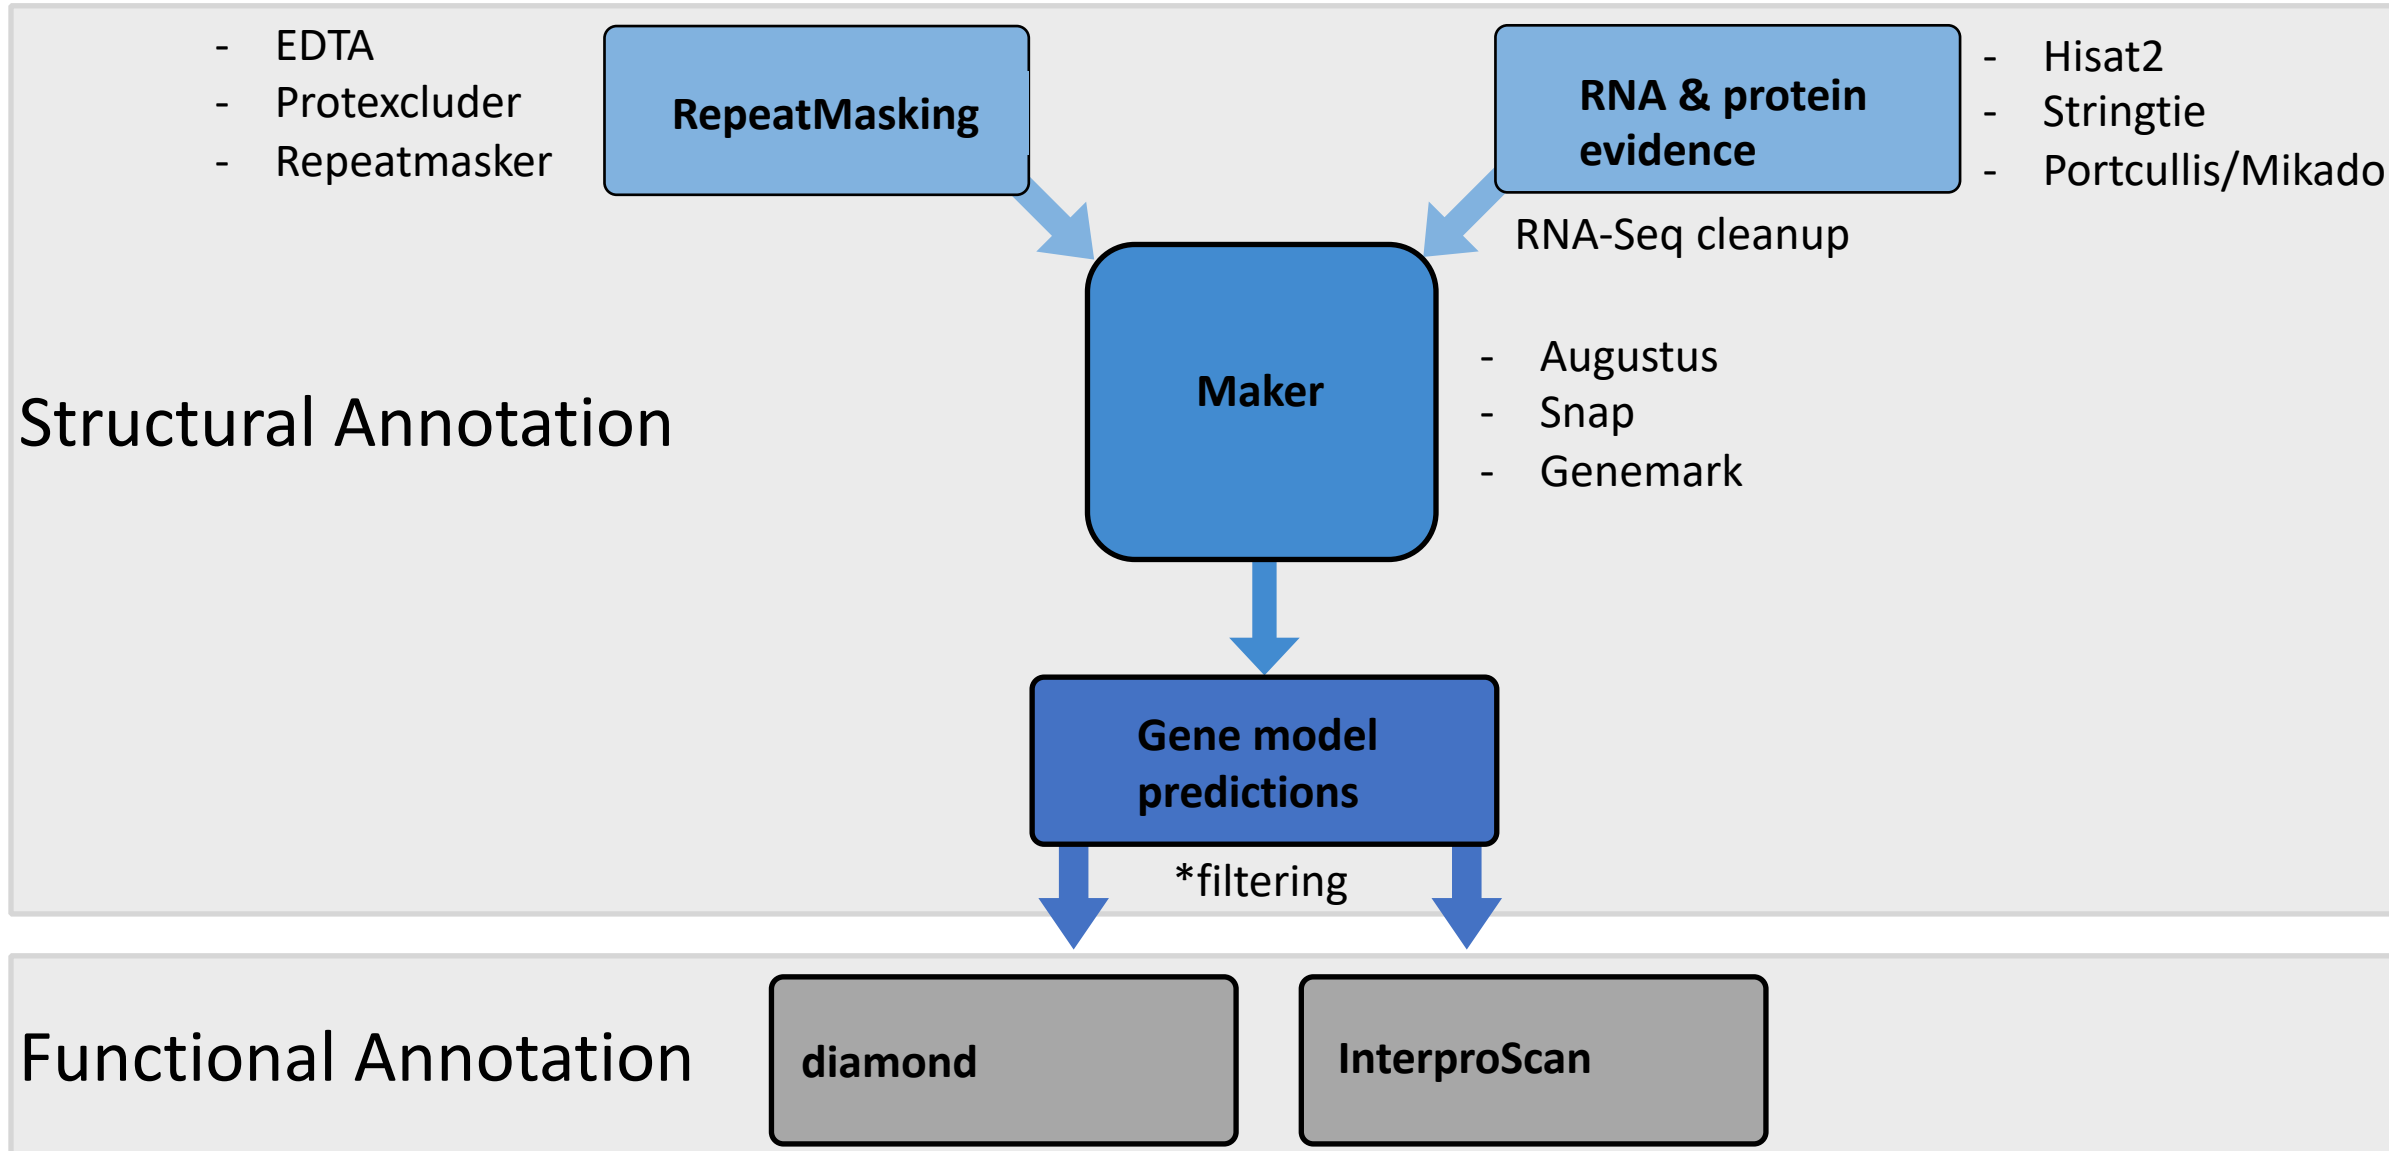 - EDTA
- Protexcluder
- Repeatmasker
RepeatMasking
RNA & protein
evidence
- Hisat2
- Stringtie
- Portcullis/Mikado
RNA-Seq cleanup
Structural Annotation
Maker
- Augustus
- Snap
- Genemark
Gene model
predictions
*filtering
Functional Annotation
diamond
InterproScan